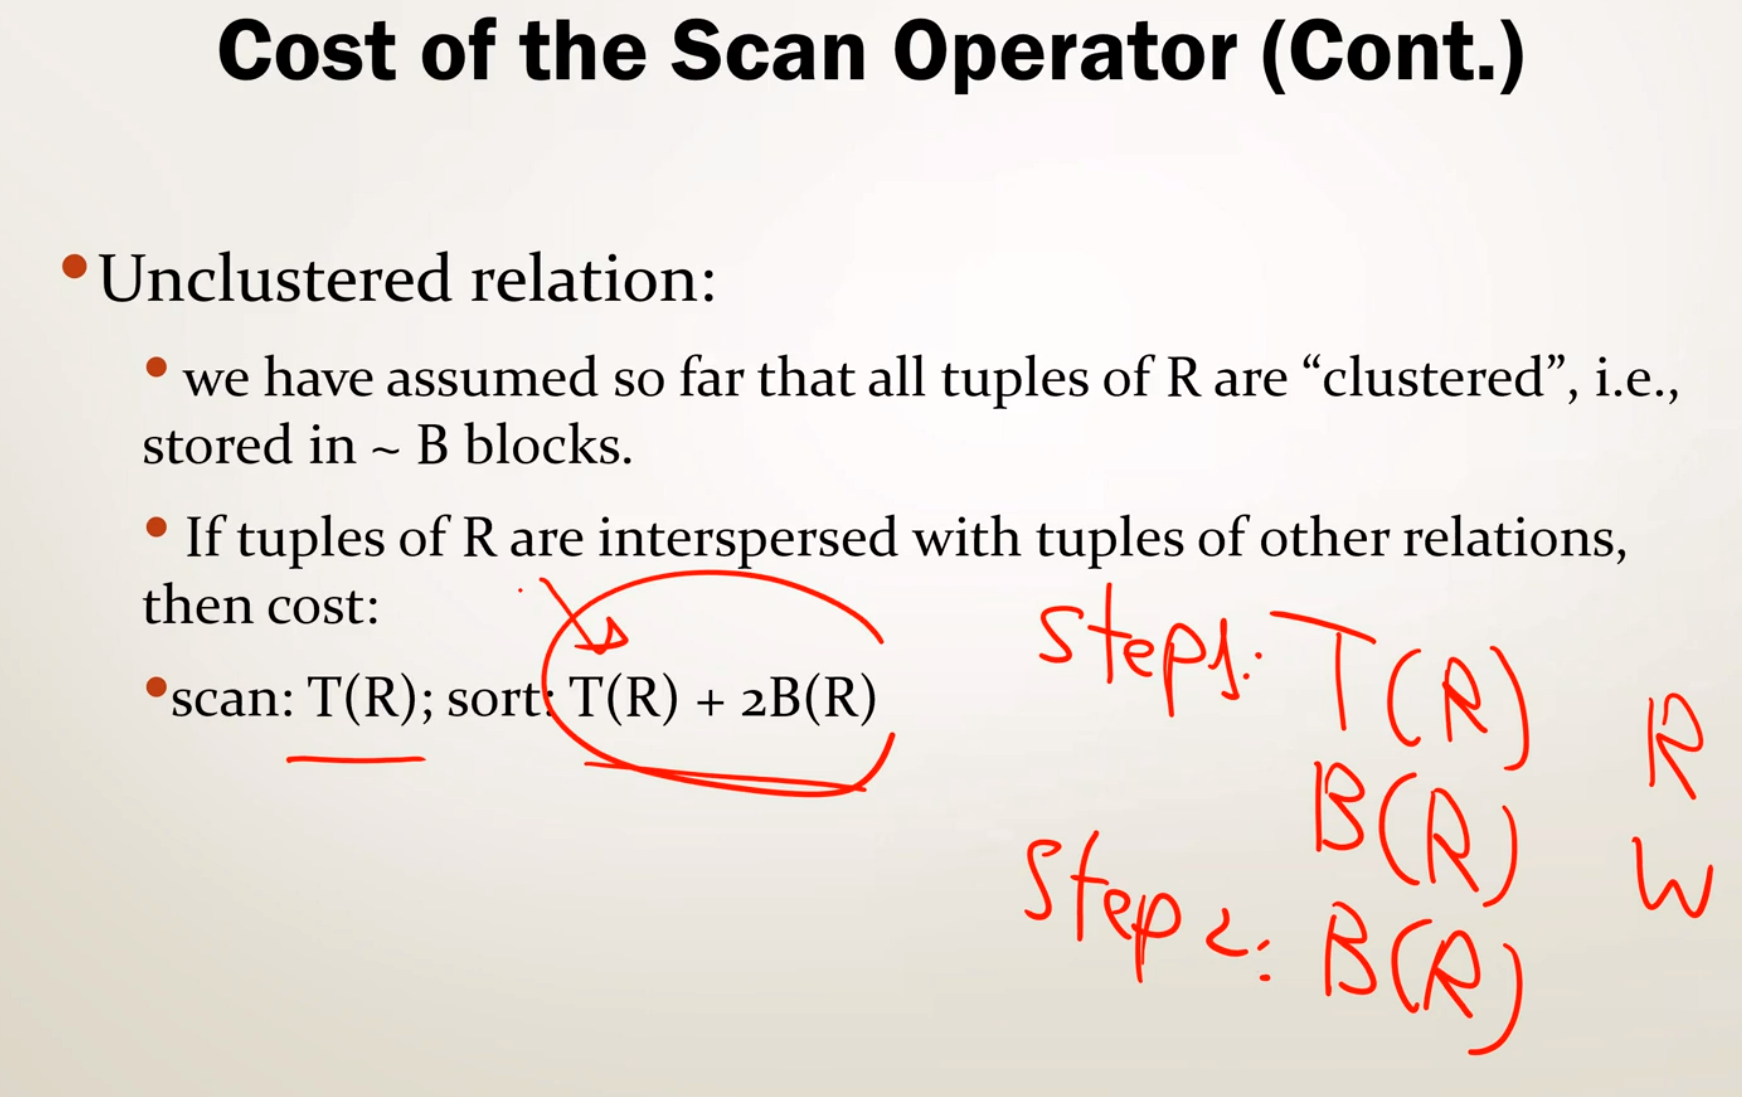 Cost of the Scan Operator (Cont.)
•Unclustered relation:
• we have assumed so far that all tuples of R are “clustered”, i.e.,
stored in ~ B blocks.
• If tuples of R are interspersed with tuples of other relations,
then cost:
•scan: T(R); sort: T(R) + 2B(R)
Step1: T(R) R
B(R) W
Step 2: B(R)